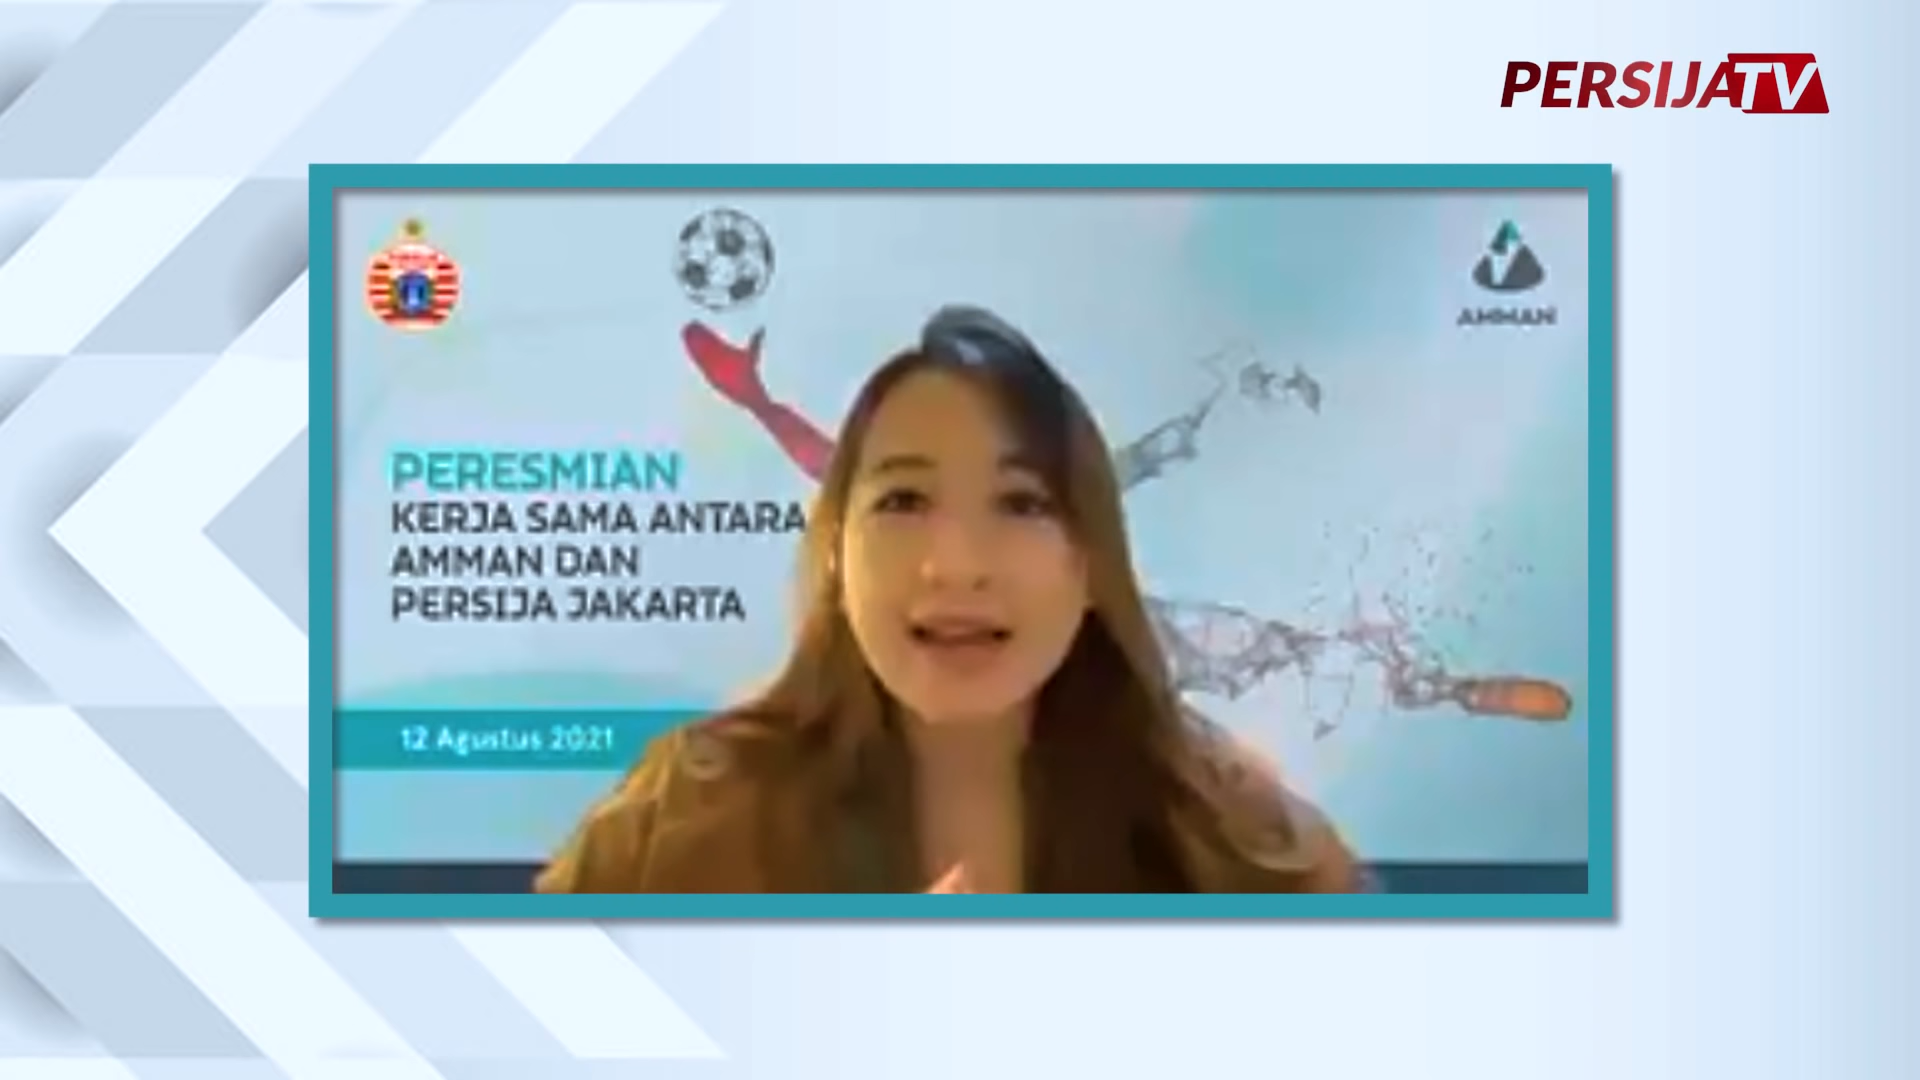 PERSIJATV
AMMAN
PERESMIAN
KERJA SAMA ANTARA
AMMAN DAN
PERSIJA JAKARTA
12 Agustus 2021